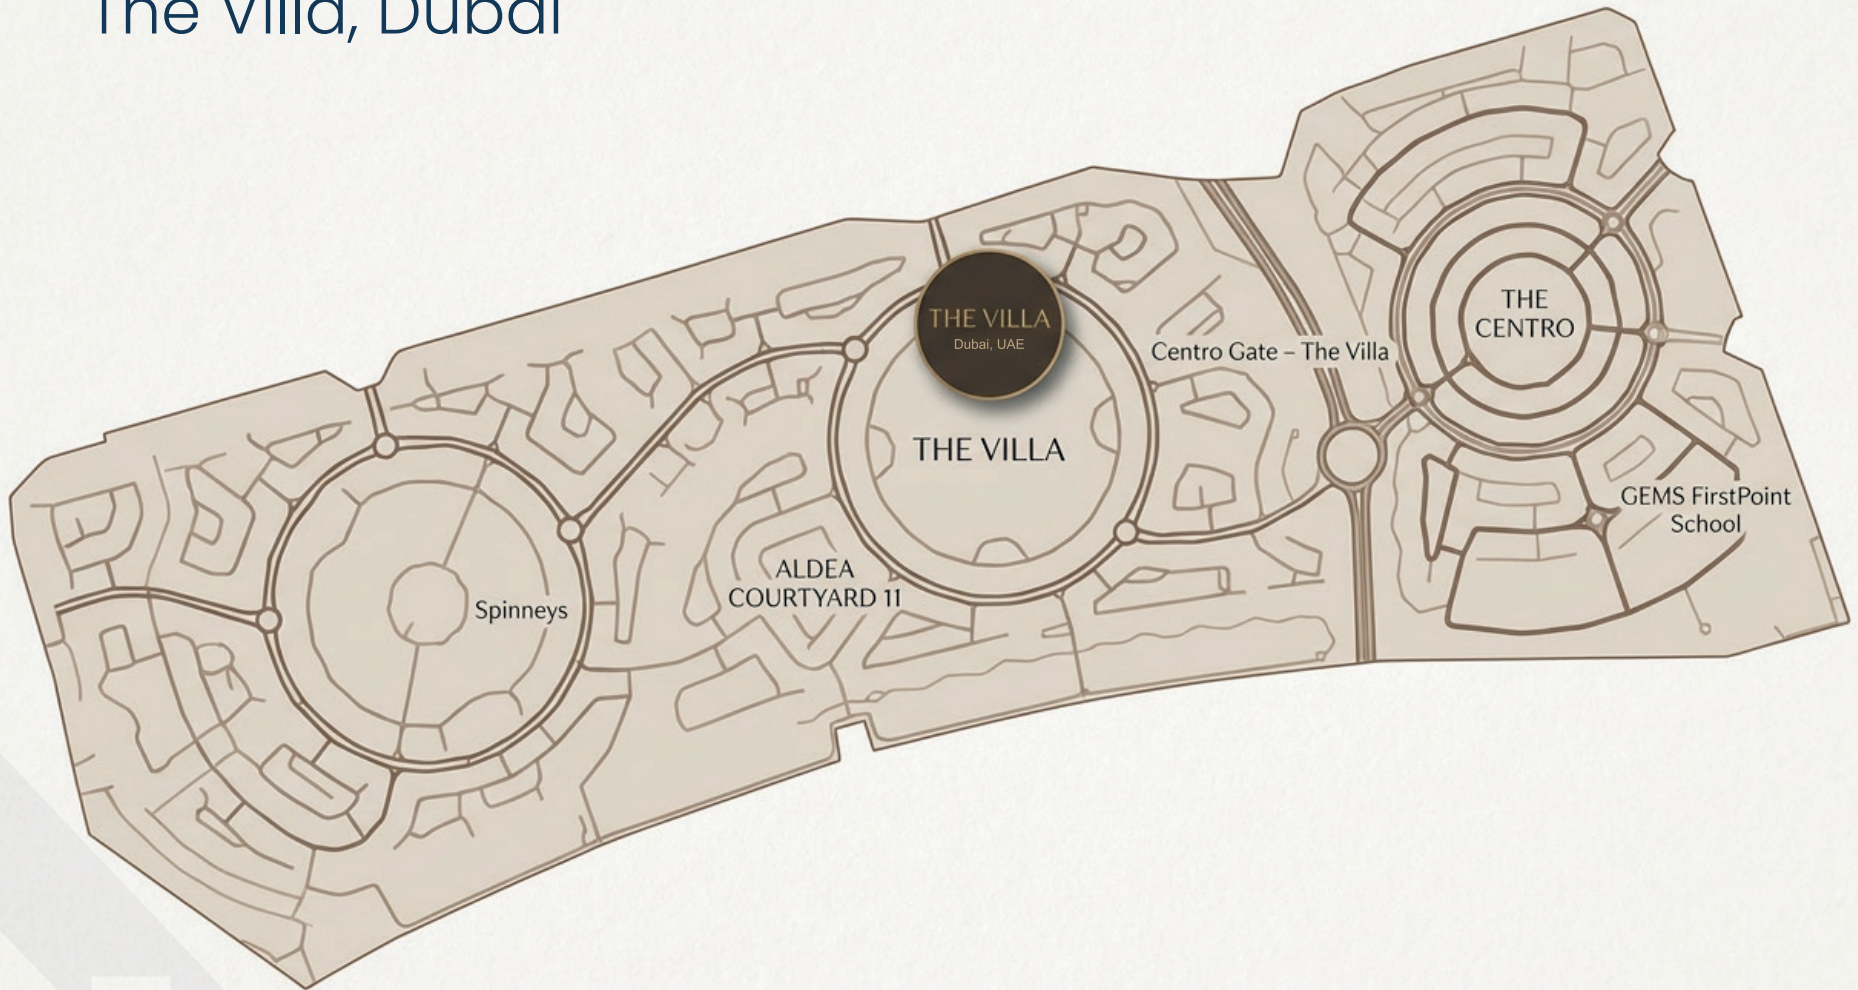 The Villa, Dubai
THE VILLA
Dubai, UAE
THE
CENTRO
Centro Gate – The Villa
THE VILLA
GEMS FirstPoint
School
ALDEA
COURTYARD 11
Spinneys